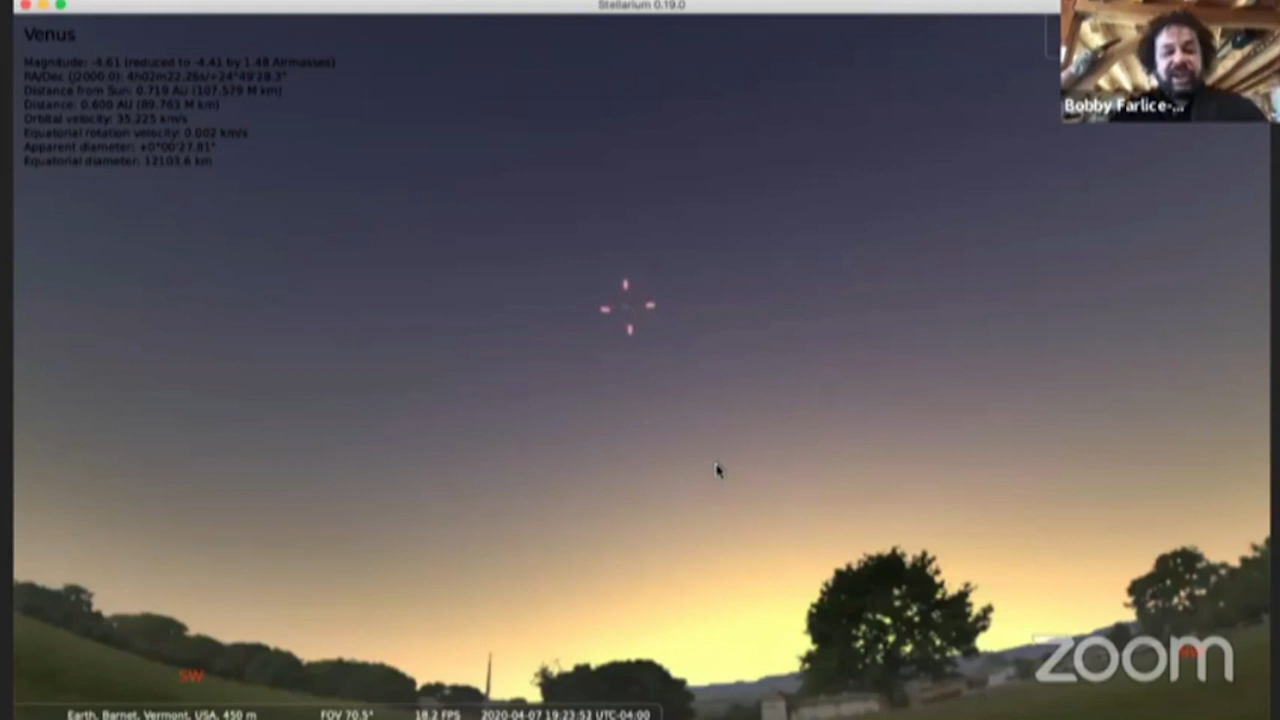 Stellarium 0.19.0
Venus
Magnitude: -4.61 (reduced to -4.41 by 1.48 Airmasses)
RA/Dec (J2000.0): 4h02m22.26s/+24°49'28.3"
Distance from Sun: 0.719 AU (107.579 M km)
Distance: 0.600 AU (89.763 M km)
Orbital velocity: 35.225 km/s
Equatorial rotation velocity: 0.002 km/s
Apparent diameter: +0°00'27.81"
Equatorial diameter: 12103.6 km
Bobby Farlice-...
SW
zoom
Earth, Barnet, Vermont, USA, 450 m FOV 70.5° 18.2 FPS 2020-04-07 19:23:52 UTC-04:00